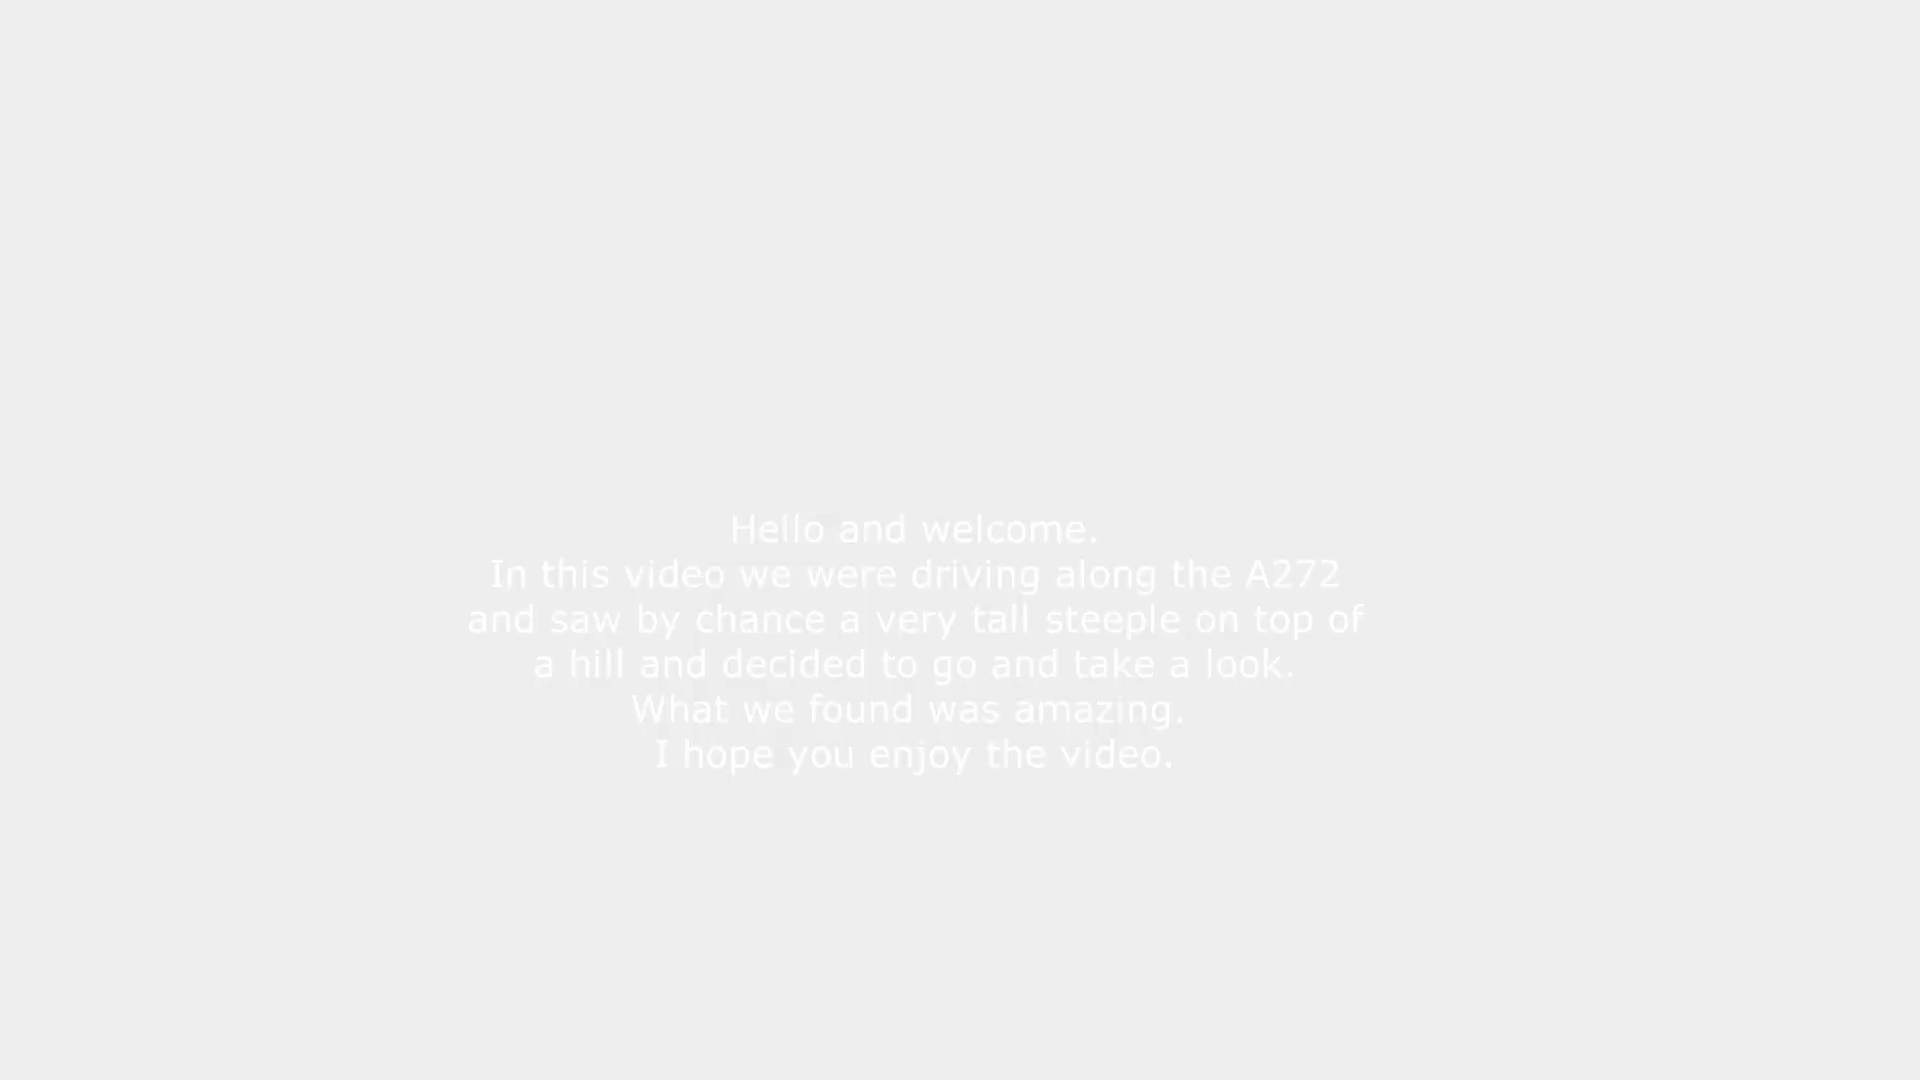 Hello and welcome.
In this video we were driving along the A272
and saw by chance a very tall steeple on top of
a hill and decided to go and take a look.
What we found was amazing.
I hope you enjoy the video.